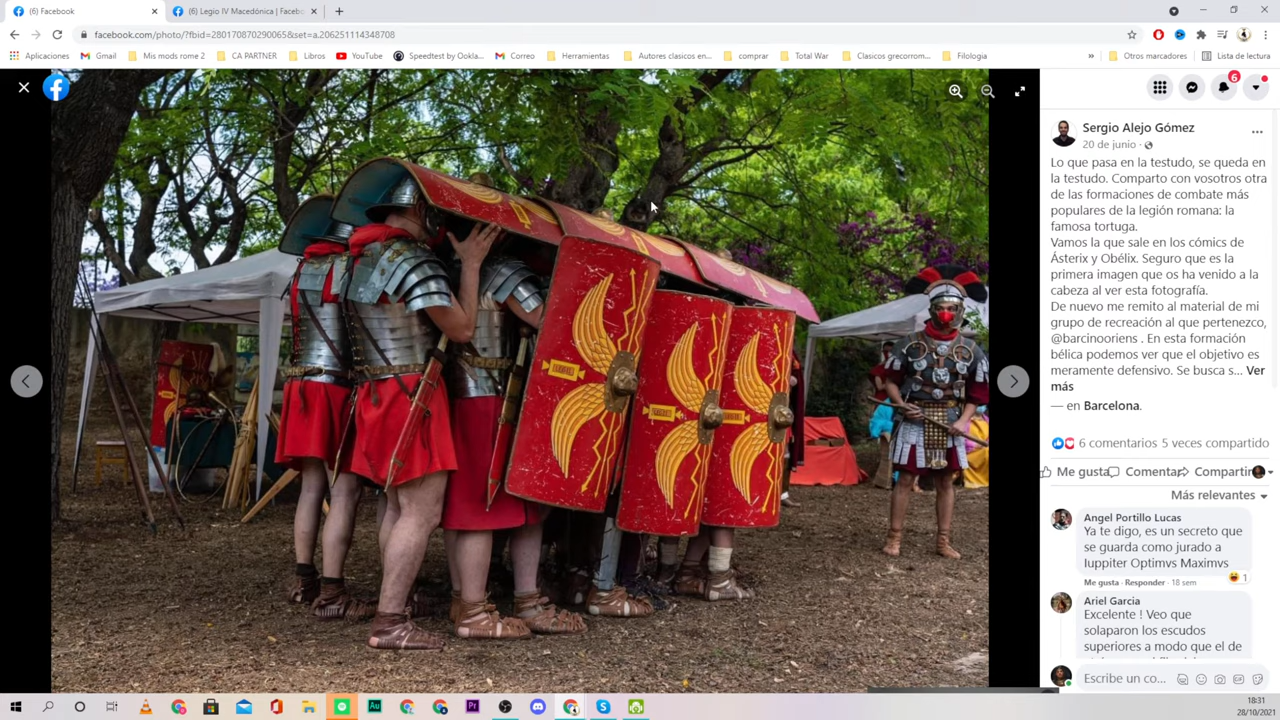 (6) Facebook
(6) Legio IV Macedónica | Facebo
facebook.com/photo/?fbid=280170870290065&set=a.206251114348708
Aplicaciones
Gmail
Mis mods rome 2
CA PARTNER
Libros
YouTube
Speedtest by Ookla...
Correo
Herramientas
Autores clasicos en...
comprar
Total War
Clasicos grecorrom...
Filologia
»
Otros marcadores
Lista de lectura
6
Sergio Alejo Gómez
20 de junio ·
Lo que pasa en la testudo, se queda en
la testudo. Comparto con vosotros otra
de las formaciones de combate más
populares de la legión romana: la
famosa tortuga.
Vamos la que sale en los cómics de
Ásterix y Obélix. Seguro que es la
primera imagen que os ha venido a la
cabeza al ver esta fotografía.
De nuevo me remito al material de mi
grupo de recreación al que pertenezco,
@barcinooriens . En esta formación
bélica podemos ver que el objetivo es
meramente defensivo. Se busca s... Ver
más
— en Barcelona.
6 comentarios 5 veces compartido
Me gusta Comentar Compartir
Más relevantes
Angel Portillo Lucas
Ya te digo, es un secreto que
se guarda como jurado a
Iuppiter Optimvs Maximvs
Me gusta · Responder · 18 sem
1
Ariel Garcia
Excelente ! Veo que
solaparon los escudos
superiores a modo que el de
Escribe un co...
18:31
28/10/2021